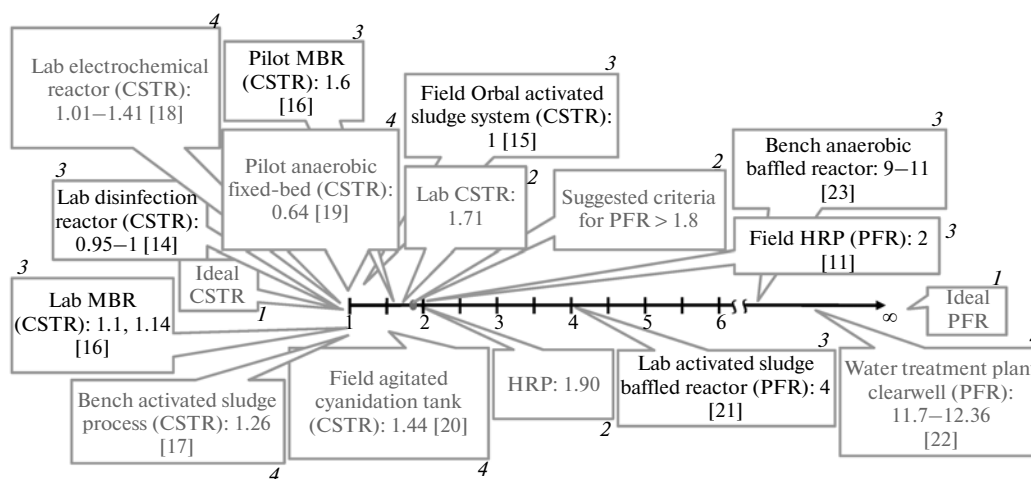 4
Lab electrochemical
reactor (CSTR):
1.01–1.41 [18]
3
Pilot MBR
(CSTR): 1.6
[16]
3
Field Orbal activated
sludge system (CSTR):
1 [15]
4
Pilot anaerobic
fixed-bed (CSTR):
0.64 [19]
2
Lab CSTR:
1.71
2
Suggested criteria
for PFR > 1.8
3
Bench anaerobic
baffled reactor: 9–11
[23]
3
Field HRP (PFR): 2
[11]
3
Lab disinfection
reactor (CSTR):
0.95–1 [14]
Ideal
CSTR
1
3
Lab MBR
(CSTR): 1.1, 1.14
[16]
1
Ideal
PFR
1 2 3 4 5 6 ∞
Bench activated sludge
process (CSTR): 1.26
[17]
4
Field agitated
cyanidation tank
(CSTR): 1.44 [20]
4
HRP: 1.90
2
3
Lab activated sludge
baffled reactor (PFR): 4
[21]
Water treatment plant
clearwell (PFR):
11.7–12.36
[22]